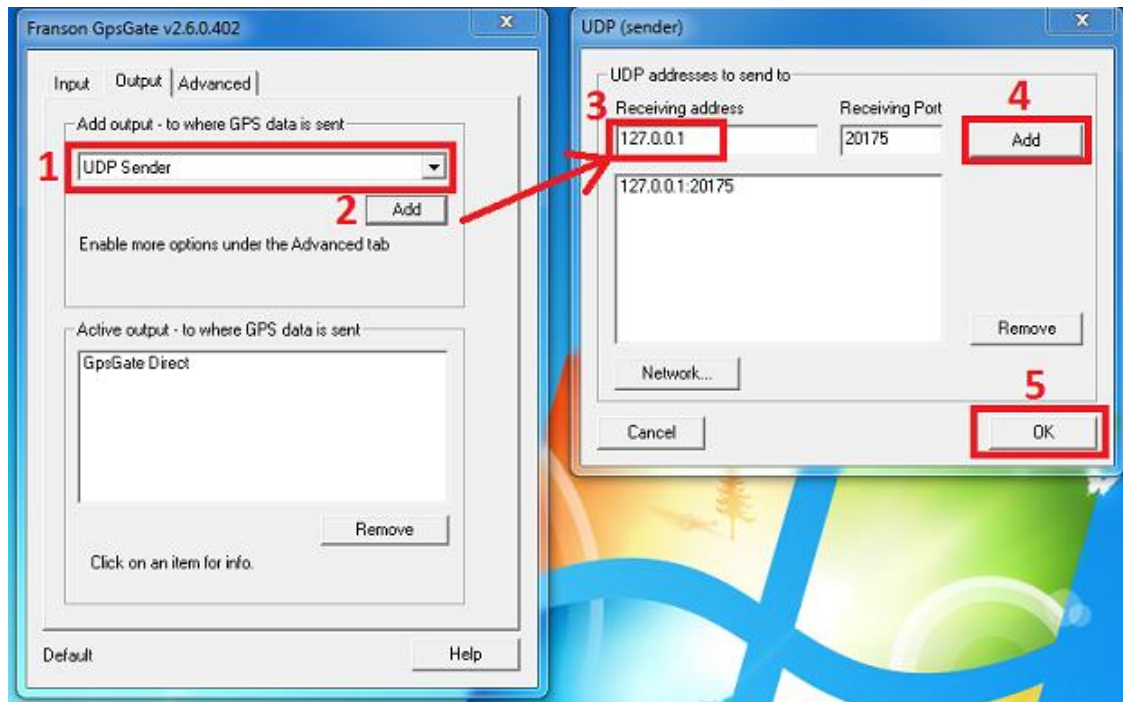 Franson GpsGate v2.6.0.402
x
Input
Output
Advanced
Add output - to where GPS data is sent
1
UDP Sender
2
Add
Enable more options under the Advanced tab
Active output - to where GPS data is sent
GpsGate Direct
Remove
Click on an item for info.
Default
Help
UDP (sender)
x
UDP addresses to send to
3
Receiving address
Receiving Port
4
127.0.0.1
20175
Add
127.0.0.1:20175
Remove
Network...
5
Cancel
OK